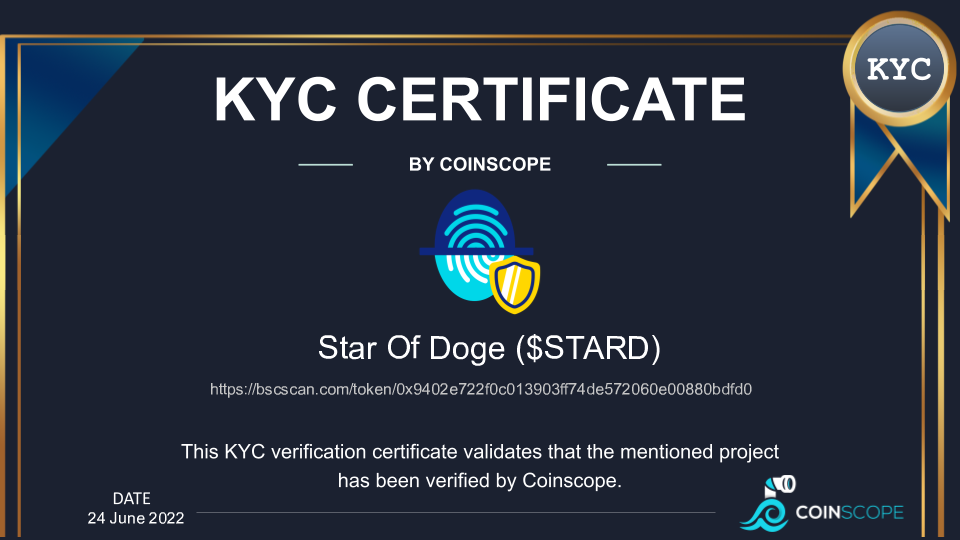 KYC
KYC CERTIFICATE
BY COINSCOPE
Star Of Doge ($STARD)
https://bscscan.com/token/0x9402e722f0c013903ff74de572060e00880bdfd0
This KYC verification certificate validates that the mentioned project
has been verified by Coinscope.
DATE
24 June 2022
COINSCOPE